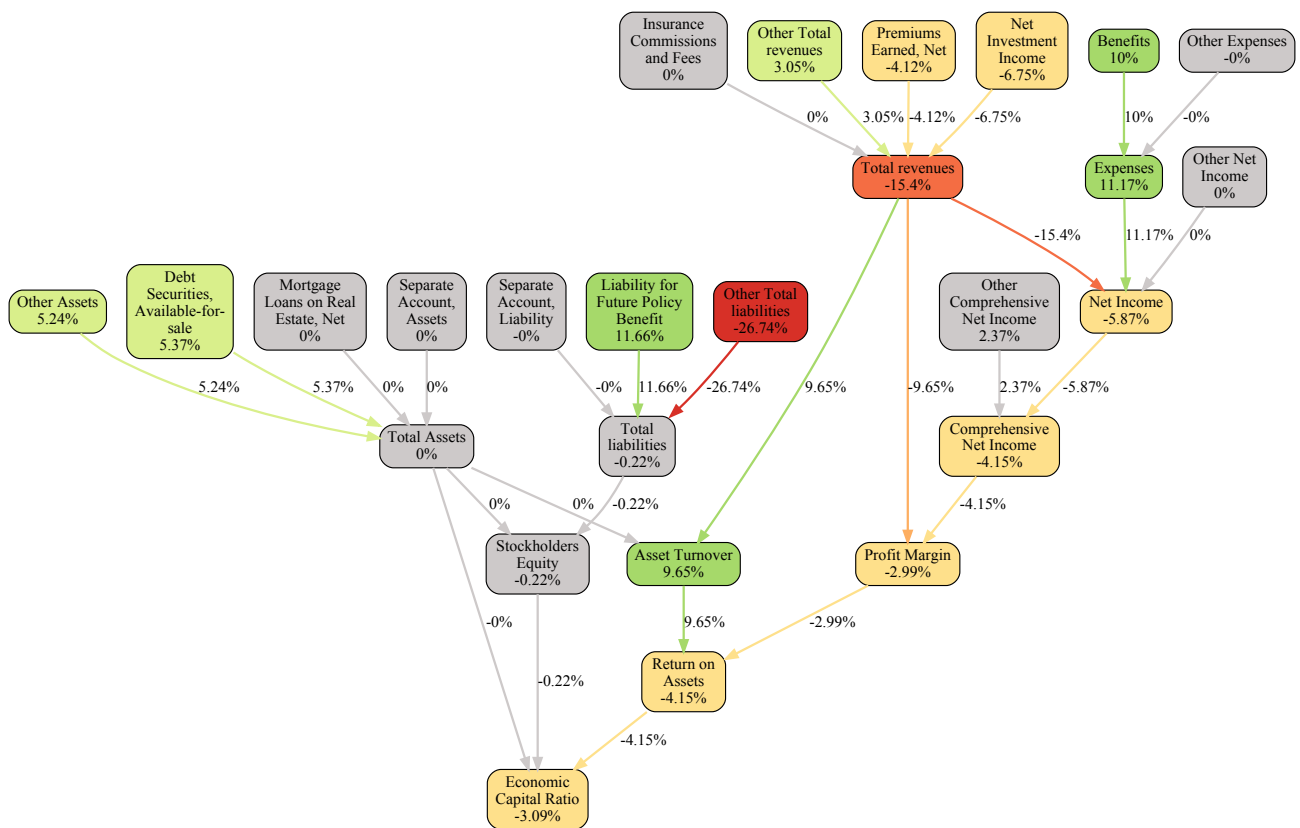 Insurance
Commissions
and Fees
0%
Other Total
revenues
3.05%
Premiums
Earned, Net
-4.12%
Net
Investment
Income
-6.75%
Benefits
10%
Other Expenses
-0%
0%
3.05%
-4.12%
-6.75%
10%
-0%
Total revenues
-15.4%
Expenses
11.17%
Other Net
Income
0%
-15.4%
11.17%
0%
Other Assets
5.24%
Debt
Securities,
Available-for-
sale
5.37%
Mortgage
Loans on Real
Estate, Net
0%
Separate
Account,
Assets
0%
Separate
Account,
Liability
-0%
Liability for
Future Policy
Benefit
11.66%
Other Total
liabilities
-26.74%
Other
Comprehensive
Net Income
2.37%
Net Income
-5.87%
5.24%
5.37%
0%
0%
-0%
11.66%
-26.74%
9.65%
-9.65%
2.37%
-5.87%
Total Assets
0%
Total
liabilities
-0.22%
Comprehensive
Net Income
-4.15%
0%
0%
-0.22%
-4.15%
Stockholders
Equity
-0.22%
Asset Turnover
9.65%
Profit Margin
-2.99%
-0%
-0.22%
9.65%
-2.99%
Return on
Assets
-4.15%
-4.15%
Economic
Capital Ratio
-3.09%